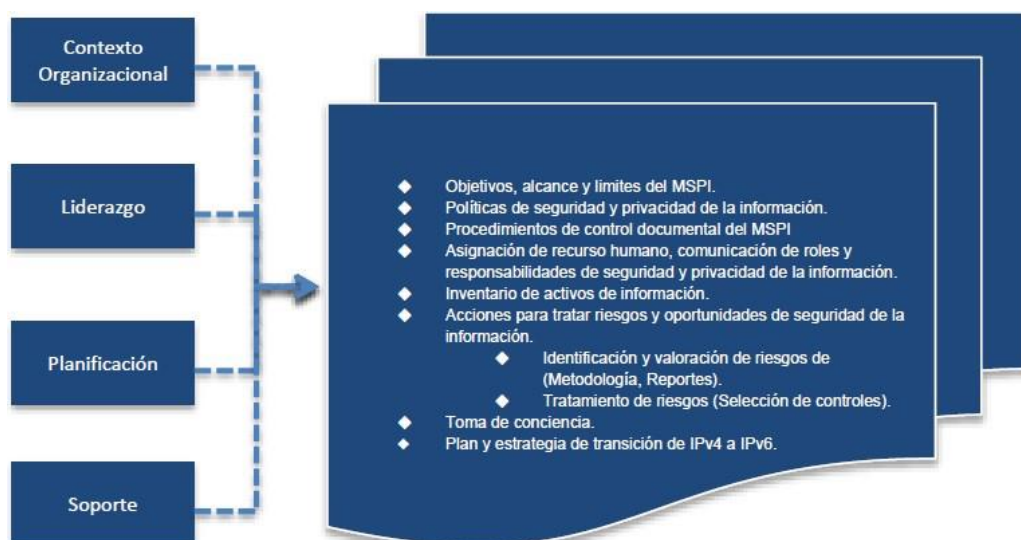 Contexto
Organizacional
Liderazgo
Planificación
Soporte
◆ Objetivos, alcance y limites del MSPI.
◆ Políticas de seguridad y privacidad de la información.
◆ Procedimientos de control documental del MSPI
◆ Asignación de recurso humano, comunicación de roles y
responsabilidades de seguridad y privacidad de la información.
◆ Inventario de activos de información.
◆ Acciones para tratar riesgos y oportunidades de seguridad de la
información.
◆ Identificación y valoración de riesgos de
(Metodología, Reportes).
◆ Tratamiento de riesgos (Selección de controles).
◆ Toma de conciencia.
◆ Plan y estrategia de transición de IPv4 a IPv6.